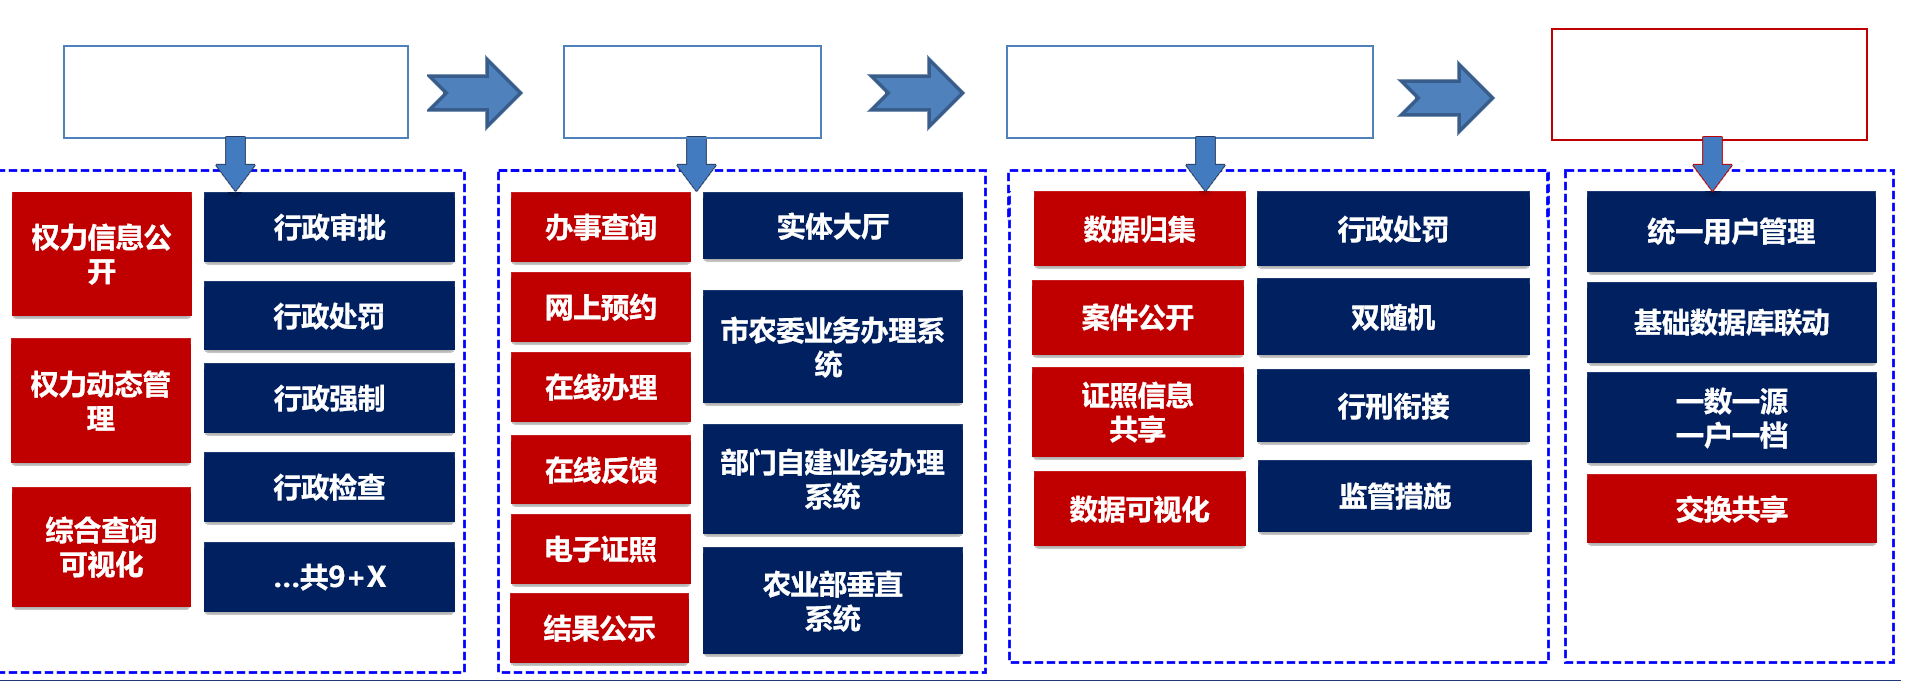 权力信息公
开
权力动态管
理
综合查询
可视化
行政审批
行政处罚
行政强制
行政检查
...共9+X
办事查询
网上预约
在线办理
在线反馈
电子证照
结果公示
实体大厅
市农委业务办理系
统
部门自建业务办理
系统
农业部垂直
系统
数据归集
案件公开
证照信息
共享
数据可视化
行政处罚
双随机
行刑衔接
监管措施
统一用户管理
基础数据库联动
一数一源
一户一档
交换共享